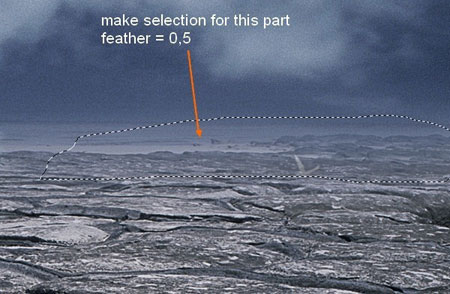 make selection for this part
feather = 0,5